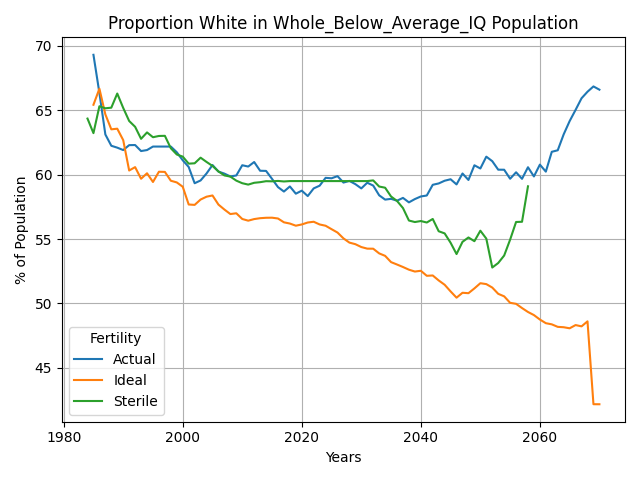 Proportion White in Whole_Below_Average_IQ Population
% of Population
70
65
60
55
50
45
Fertility
Actual
Ideal
Sterile
1980
2000
2020
2040
2060
Years